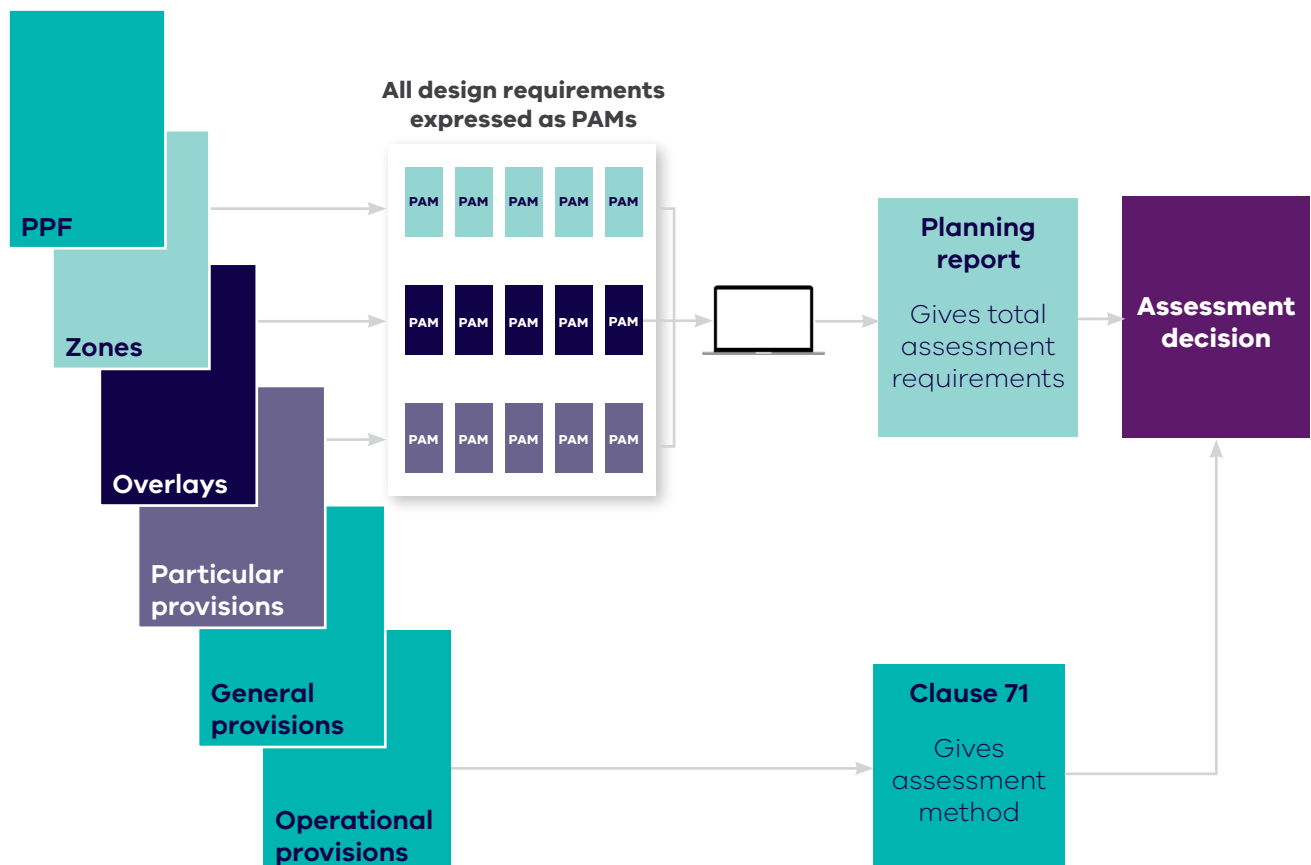 All design requirements
expressed as PAMs
PPF
Zones
Overlays
Particular
provisions
General
provisions
Operational
provisions
PAM PAM PAM PAM PAM
PAM PAM PAM PAM PAM
PAM PAM PAM PAM PAM
Planning
report
Gives total
assessment
requirements
Assessment
decision
Clause 71
Gives
assessment
method